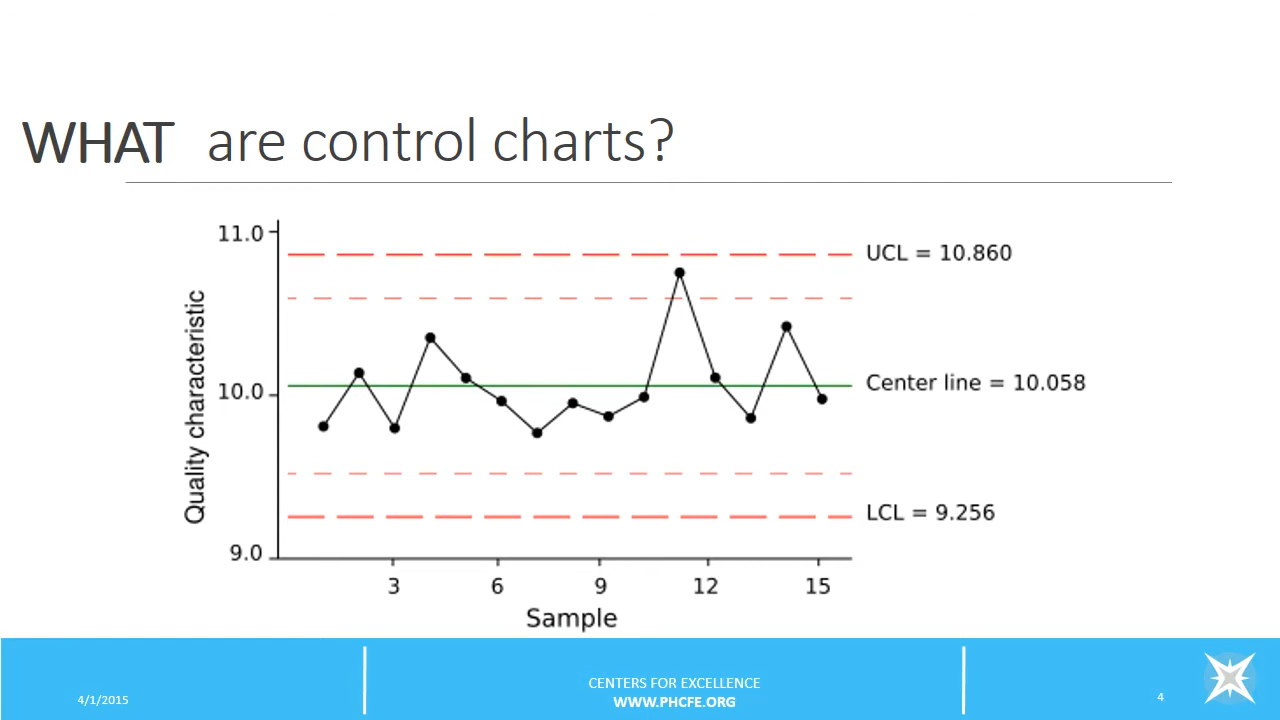 WHAT are control charts?
11.0
UCL = 10.860
Quality characteristic
10.0
Center line = 10.058
LCL = 9.256
9.0
3 6 9 12 15
Sample
4/1/2015
CENTERS FOR EXCELLENCE
WWW.PHCFE.ORG
4